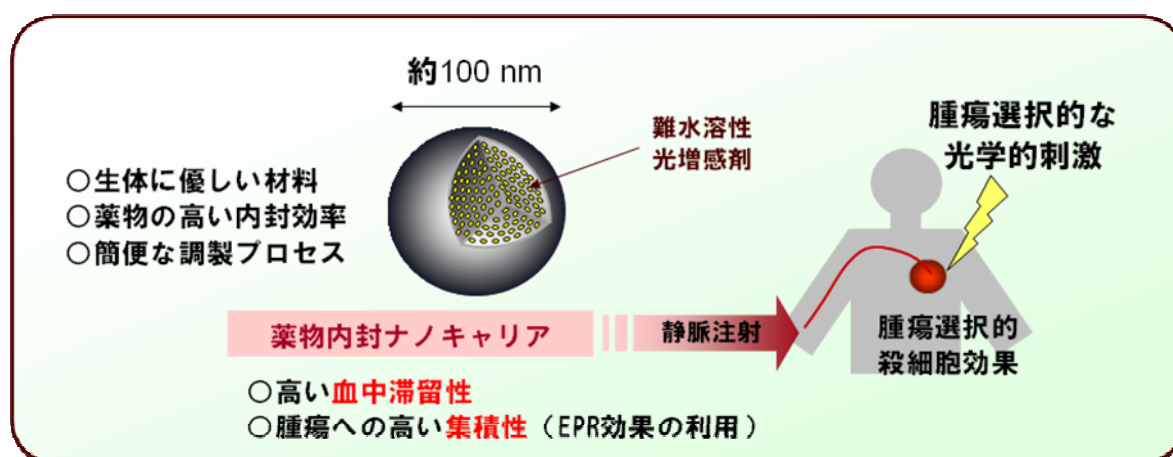 約100 nm
難水溶性
光増感剤
腫瘍選択的な
光学的刺激
○生体に優しい材料
○薬物の高い内封効率
○簡便な調製プロセス
薬物内封ナノキャリア
静脈注射
腫瘍選択的
殺細胞効果
○高い血中滞留性
○腫瘍への高い集積性（EPR効果の利用）